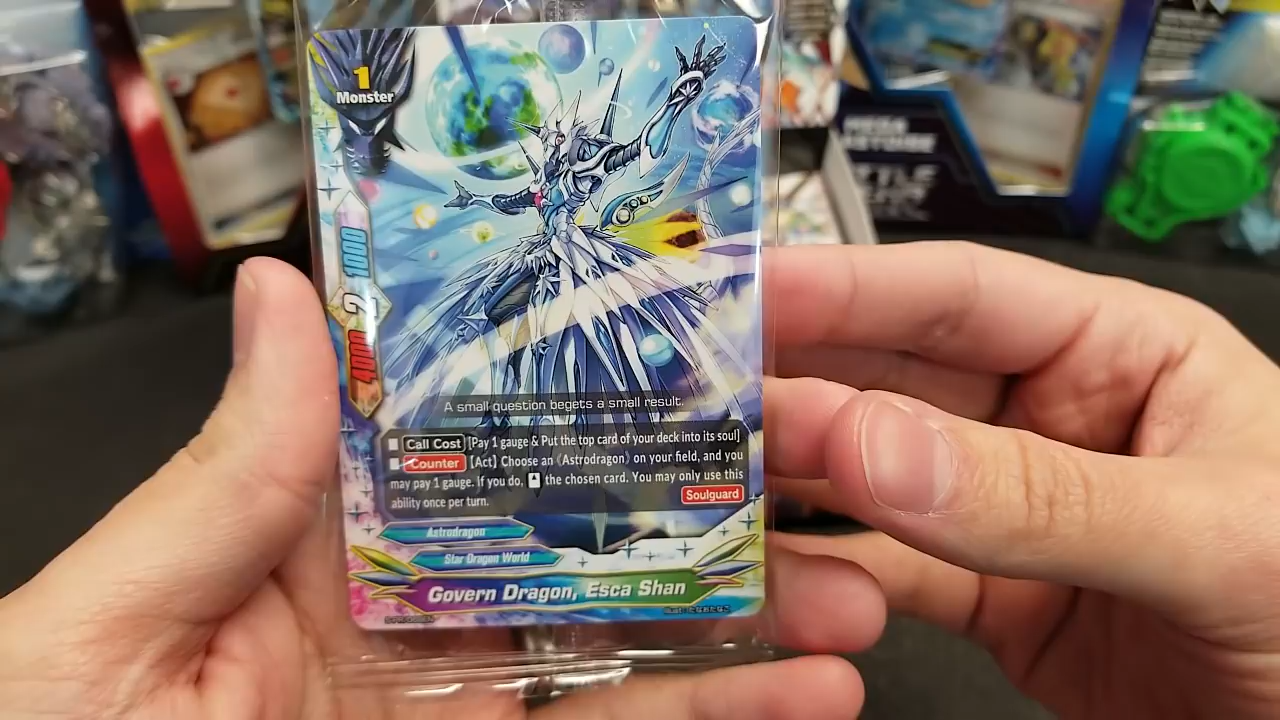 1
Monster
1000
2
4000
A small question begets a small result.
Call Cost [Pay 1 gauge & Put the top card of your deck into its soul]
Counter [Act] Choose an 《Astrodragon》 on your field, and you
may pay 1 gauge. If you do, the chosen card. You may only use this
ability once per turn.
Soulguard
Astrodragon
Star Dragon World
Govern Dragon, Esca Shan